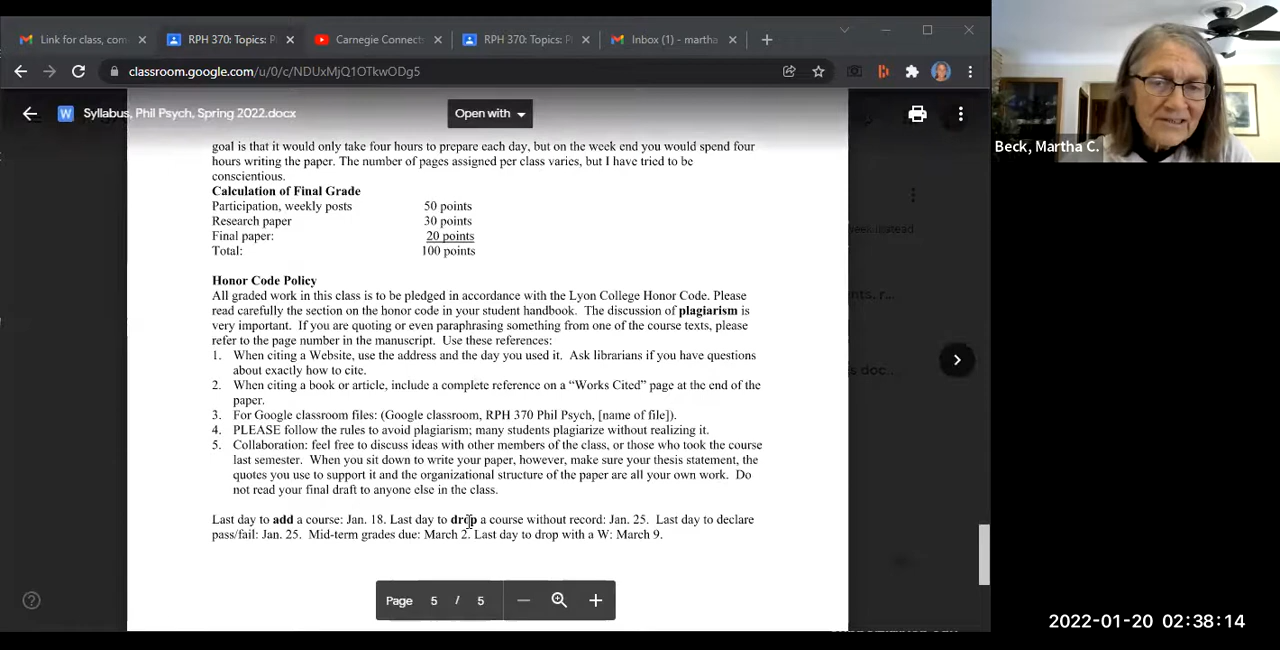 Link for class, com
RPH 370: Topics: P
Carnegie Connect
RPH 370: Topics: P
Inbox (1) - martha
classroom.google.com/u/0/c/NDUxMjQ1OTkwODg5
Syllabus, Phil Psych, Spring 2022.docx
Open with
Beck, Martha C.
goal is that it would only take four hours to prepare each day, but on the week end you would spend four
hours writing the paper. The number of pages assigned per class varies, but I have tried to be
conscientious.
Calculation of Final Grade
Participation, weekly posts 50 points
Research paper 30 points
Final paper: 20 points
Total: 100 points
week instead
Honor Code Policy
All graded work in this class is to be pledged in accordance with the Lyon College Honor Code. Please
read carefully the section on the honor code in your student handbook. The discussion of plagiarism is
very important. If you are quoting or even paraphrasing something from one of the course texts, please
refer to the page number in the manuscript. Use these references:
1. When citing a Website, use the address and the day you used it. Ask librarians if you have questions
about exactly how to cite.
2. When citing a book or article, include a complete reference on a “Works Cited” page at the end of the
paper.
3. For Google classroom files: (Google classroom, RPH 370 Phil Psych, [name of file]).
4. PLEASE follow the rules to avoid plagiarism; many students plagiarize without realizing it.
5. Collaboration: feel free to discuss ideas with other members of the class, or those who took the course
last semester. When you sit down to write your paper, however, make sure your thesis statement, the
quotes you use to support it and the organizational structure of the paper are all your own work. Do
not read your final draft to anyone else in the class.
Last day to add a course: Jan. 18. Last day to drop a course without record: Jan. 25. Last day to declare
pass/fail: Jan. 25. Mid-term grades due: March 2. Last day to drop with a W: March 9.
Page 5 / 5
2022-01-20 02:38:14